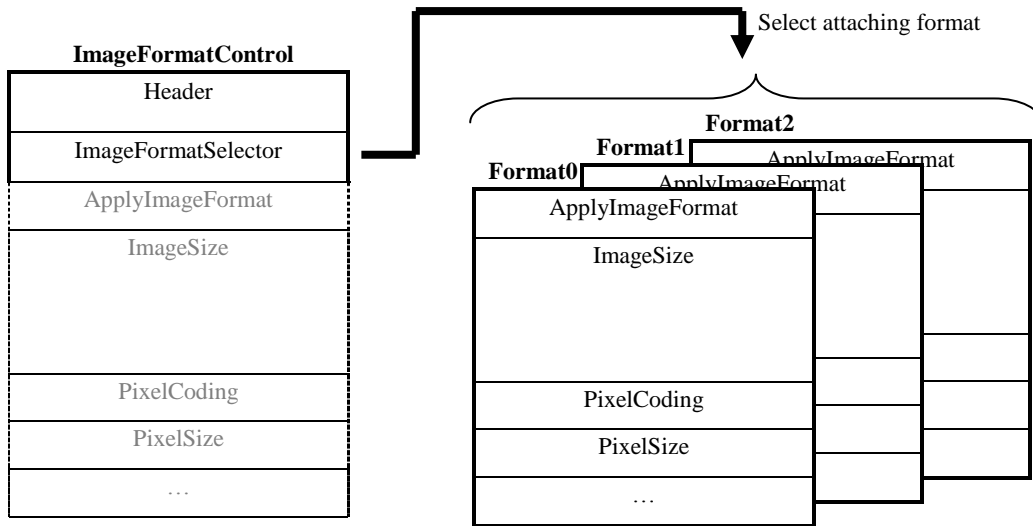 Select attaching format
ImageFormatControl
Header
ImageFormatSelector
ApplyImageFormat
ImageSize
PixelCoding
PixelSize
…
Format2
ApplyImageFormat
Format1
ApplyImageFormat
Format0
ApplyImageFormat
ImageSize
PixelCoding
PixelSize
…